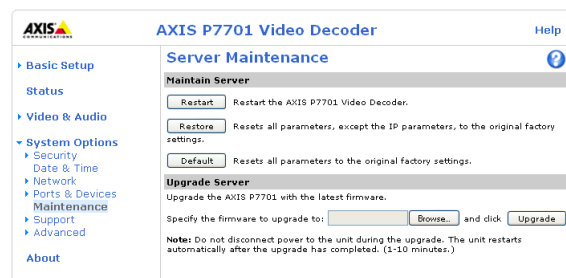 AXIS
COMMUNICATIONS
AXIS P7701 Video Decoder
Help
Basic Setup
Status
Video & Audio
System Options
Security
Date & Time
Network
Ports & Devices
Maintenance
Support
Advanced
About
Server Maintenance
?
Maintain Server
Restart Restart the AXIS P7701 Video Decoder.
Restore Resets all parameters, except the IP parameters, to the original factory
settings.
Default Resets all parameters to the original factory settings.
Upgrade Server
Upgrade the AXIS P7701 with the latest firmware.
Specify the firmware to upgrade to: Browse... and click Upgrade
Note: Do not disconnect power to the unit during the upgrade. The unit restarts
automatically after the upgrade has completed. (1-10 minutes.)